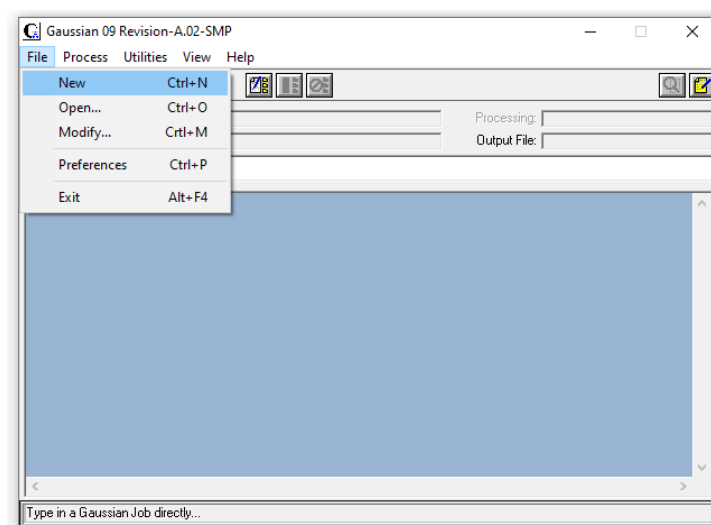 Gaussian 09 Revision-A.02-SMP
File Process Utilities View Help
New Ctrl+N
Open... Ctrl+O
Modify... Crtl+M
Preferences Ctrl+P
Exit Alt+F4
Processing:
Output File:
Type in a Gaussian Job directly...